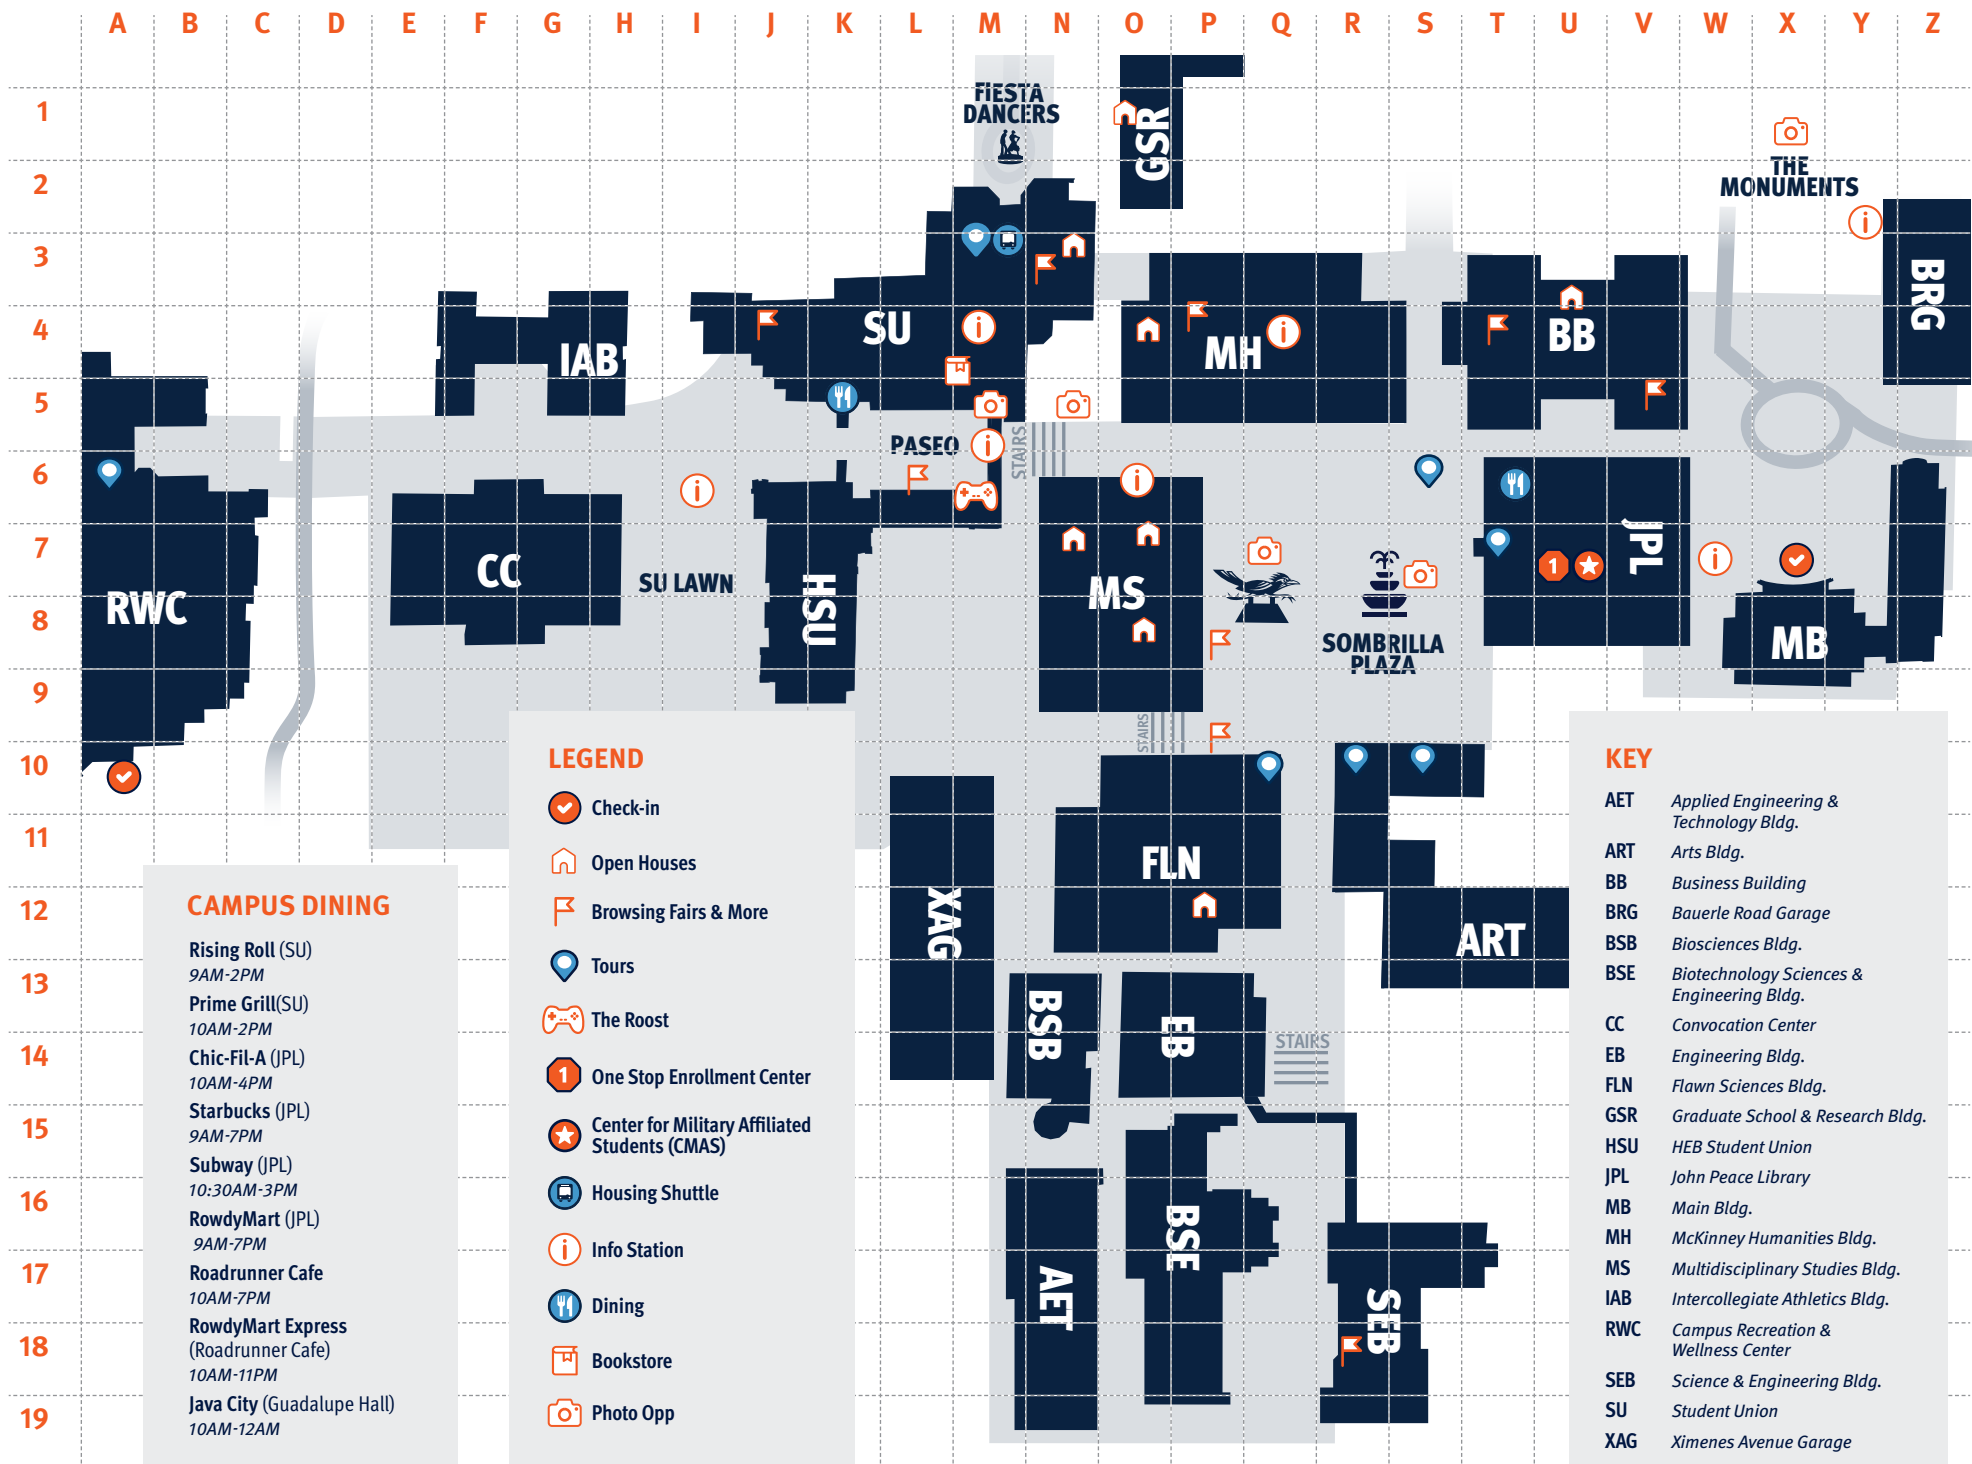 A B C D E F G H I J K L M N O P Q R S T U V W X Y Z
1
2
3
4
5
6
7
8
9
10
11
12
13
14
15
16
17
18
19
FIESTA
DANCERS
GSR
THE
MONUMENTS
BRG
SU
IAB
MH
BB
PASEO
STAIRS
RWC
CC
SU LAWN
HSU
MS
JPL
SOMBRILLA
PLAZA
MB
STAIRS
FLN
XAG
ART
BSB
EB
STAIRS
BSE
AET
SEB
1
CAMPUS DINING
Rising Roll (SU)
9AM-2PM
Prime Grill(SU)
10AM-2PM
Chic-Fil-A (JPL)
10AM-4PM
Starbucks (JPL)
9AM-7PM
Subway (JPL)
10:30AM-3PM
RowdyMart (JPL)
9AM-7PM
Roadrunner Cafe
10AM-7PM
RowdyMart Express
(Roadrunner Cafe)
10AM-11PM
Java City (Guadalupe Hall)
10AM-12AM
LEGEND
Check-in
Open Houses
Browsing Fairs & More
Tours
The Roost
1 One Stop Enrollment Center
Center for Military Affiliated
Students (CMAS)
Housing Shuttle
i Info Station
Dining
Bookstore
Photo Opp
KEY
AET Applied Engineering &
Technology Bldg.
ART Arts Bldg.
BB Business Building
BRG Bauerle Road Garage
BSB Biosciences Bldg.
BSE Biotechnology Sciences &
Engineering Bldg.
CC Convocation Center
EB Engineering Bldg.
FLN Flawn Sciences Bldg.
GSR Graduate School & Research Bldg.
HSU HEB Student Union
JPL John Peace Library
MB Main Bldg.
MH McKinney Humanities Bldg.
MS Multidisciplinary Studies Bldg.
IAB Intercollegiate Athletics Bldg.
RWC Campus Recreation &
Wellness Center
SEB Science & Engineering Bldg.
SU Student Union
XAG Ximenes Avenue Garage